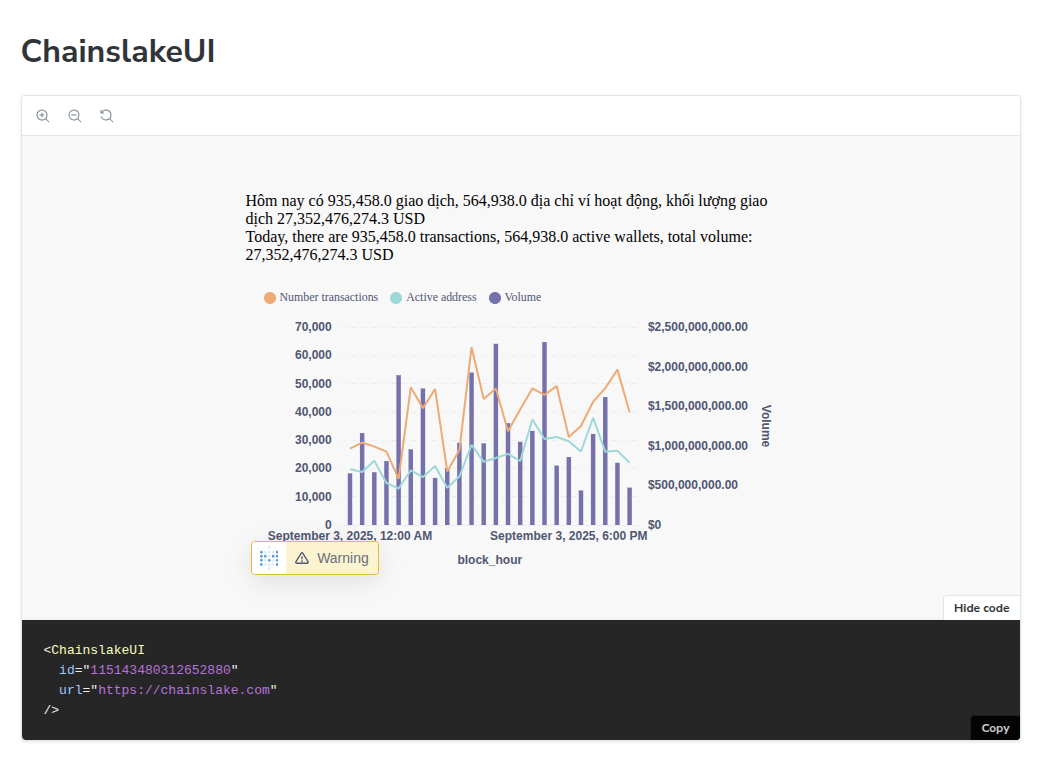 ChainslakeUI
Hôm nay có 935,458.0 giao dịch, 564,938.0 địa chỉ ví hoạt động, khối lượng giao
dịch 27,352,476,274.3 USD
Today, there are 935,458.0 transactions, 564,938.0 active wallets, total volume:
27,352,476,274.3 USD
Number transactions Active address Volume
70,000 $2,500,000,000.00
60,000 $2,000,000,000.00
50,000 $1,500,000,000.00
40,000
30,000 $1,000,000,000.00
20,000 $500,000,000.00
10,000
0 $0
Volume
September 3, 2025, 12:00 AM September 3, 2025, 6:00 PM
block_hour
Warning
Hide code
<ChainslakeUI
id="115143480312652880"
url="https://chainslake.com"
/>
Copy